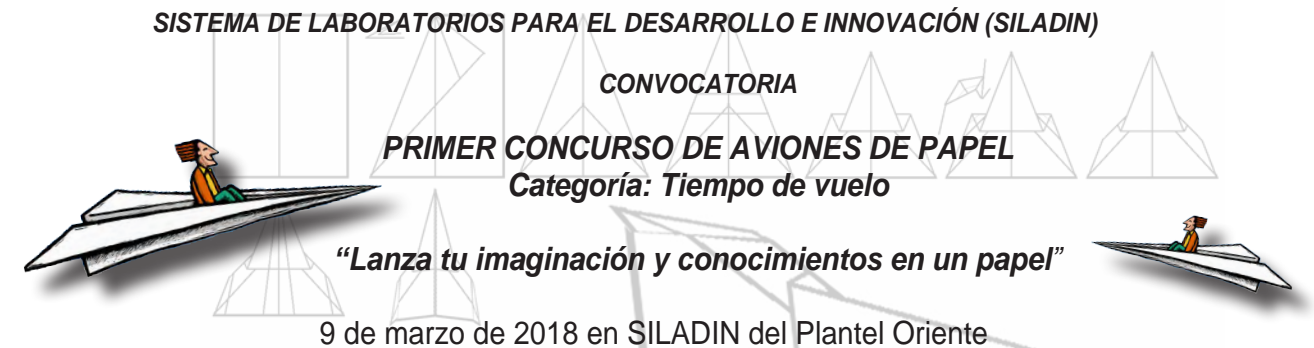 SISTEMA DE LABORATORIOS PARA EL DESARROLLO E INNOVACIÓN (SILADIN)
CONVOCATORIA
PRIMER CONCURSO DE AVIONES DE PAPEL
Categoría: Tiempo de vuelo
“Lanza tu imaginación y conocimientos en un papel”
9 de marzo de 2018 en SILADIN del Plantel Oriente